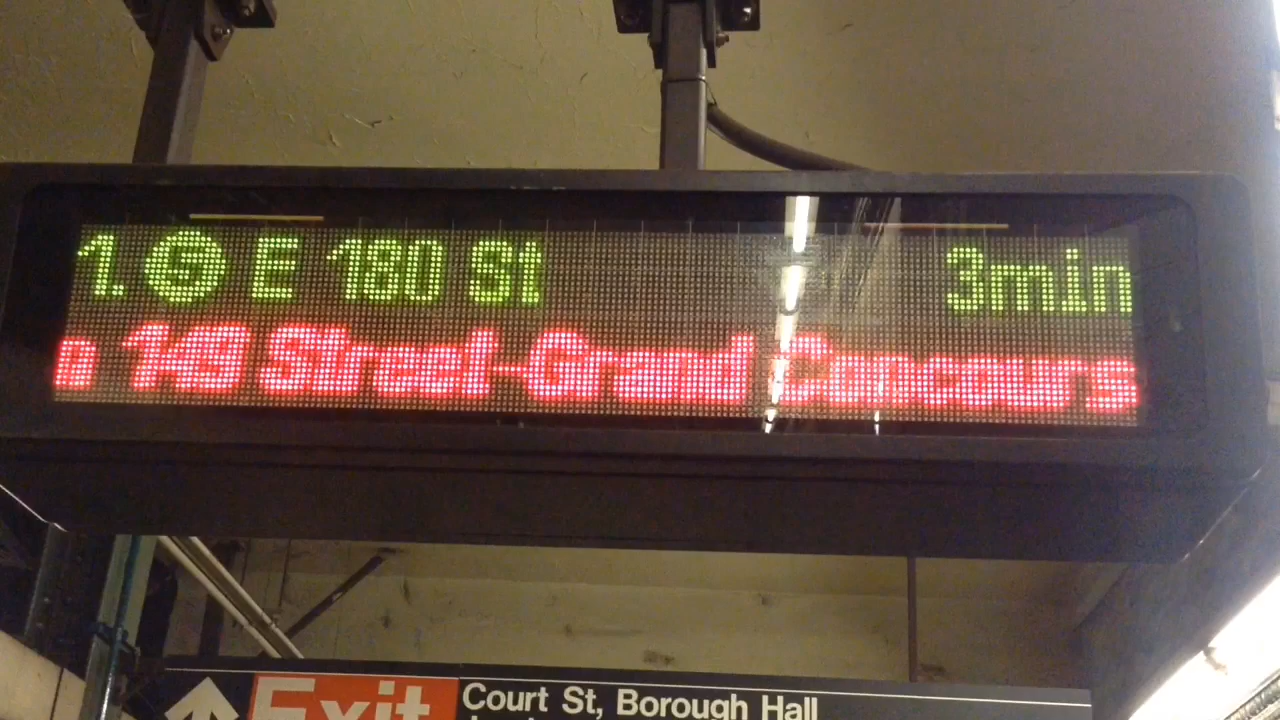 1. 5 E 180 St 3min
149 Street-Grand Concours
Exit
Court St, Borough Hall